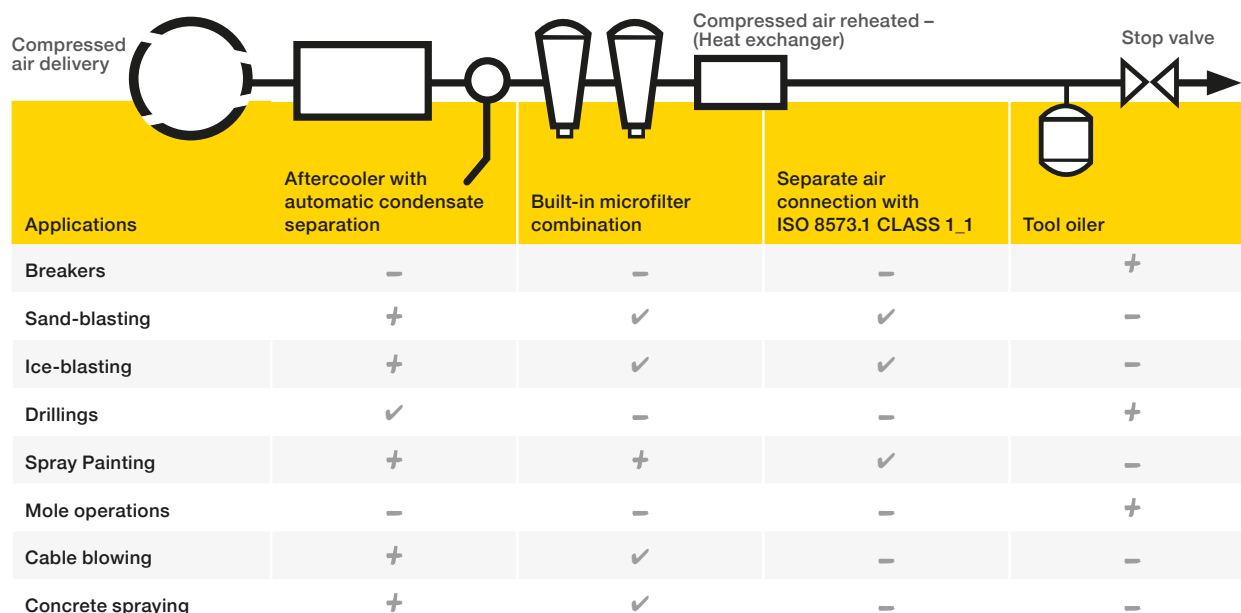 Compressed
air delivery
Compressed air reheated –
(Heat exchanger)
Stop valve
Applications
Aftercooler with
automatic condensate
separation
Built-in microfilter
combination
Separate air
connection with
ISO 8573.1 CLASS 1_1
Tool oiler
Breakers – – – +
Sand-blasting + ✔ ✔ –
Ice-blasting + ✔ ✔ –
Drillings ✔ – – +
Spray Painting + + ✔ –
Mole operations – – – +
Cable blowing + ✔ – –
Concrete spraying + ✔ – –